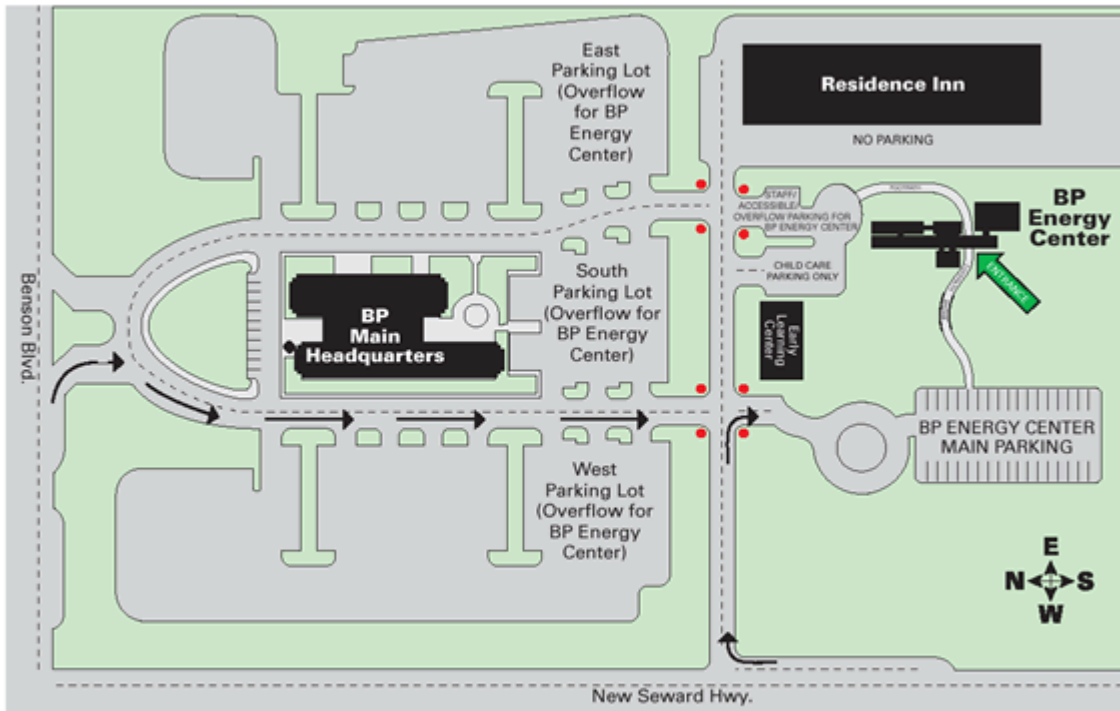 East
Parking Lot
(Overflow
for BP
Energy
Center)
Residence Inn
NO PARKING
STAFF/
ACCESSIBLE/
OVERFLOW PARKING FOR
BP ENERGY CENTER
FOOTPATH
BP
Energy
Center
ENTRANCE
CHILD CARE
PARKING ONLY
Benson Blvd.
BP
Main
Headquarters
South
Parking Lot
(Overflow for
BP Energy
Center)
Early
Learning
Center
BP ENERGY CENTER
MAIN PARKING
West
Parking Lot
(Overflow for
BP Energy
Center)
E
N S
W
New Seward Hwy.